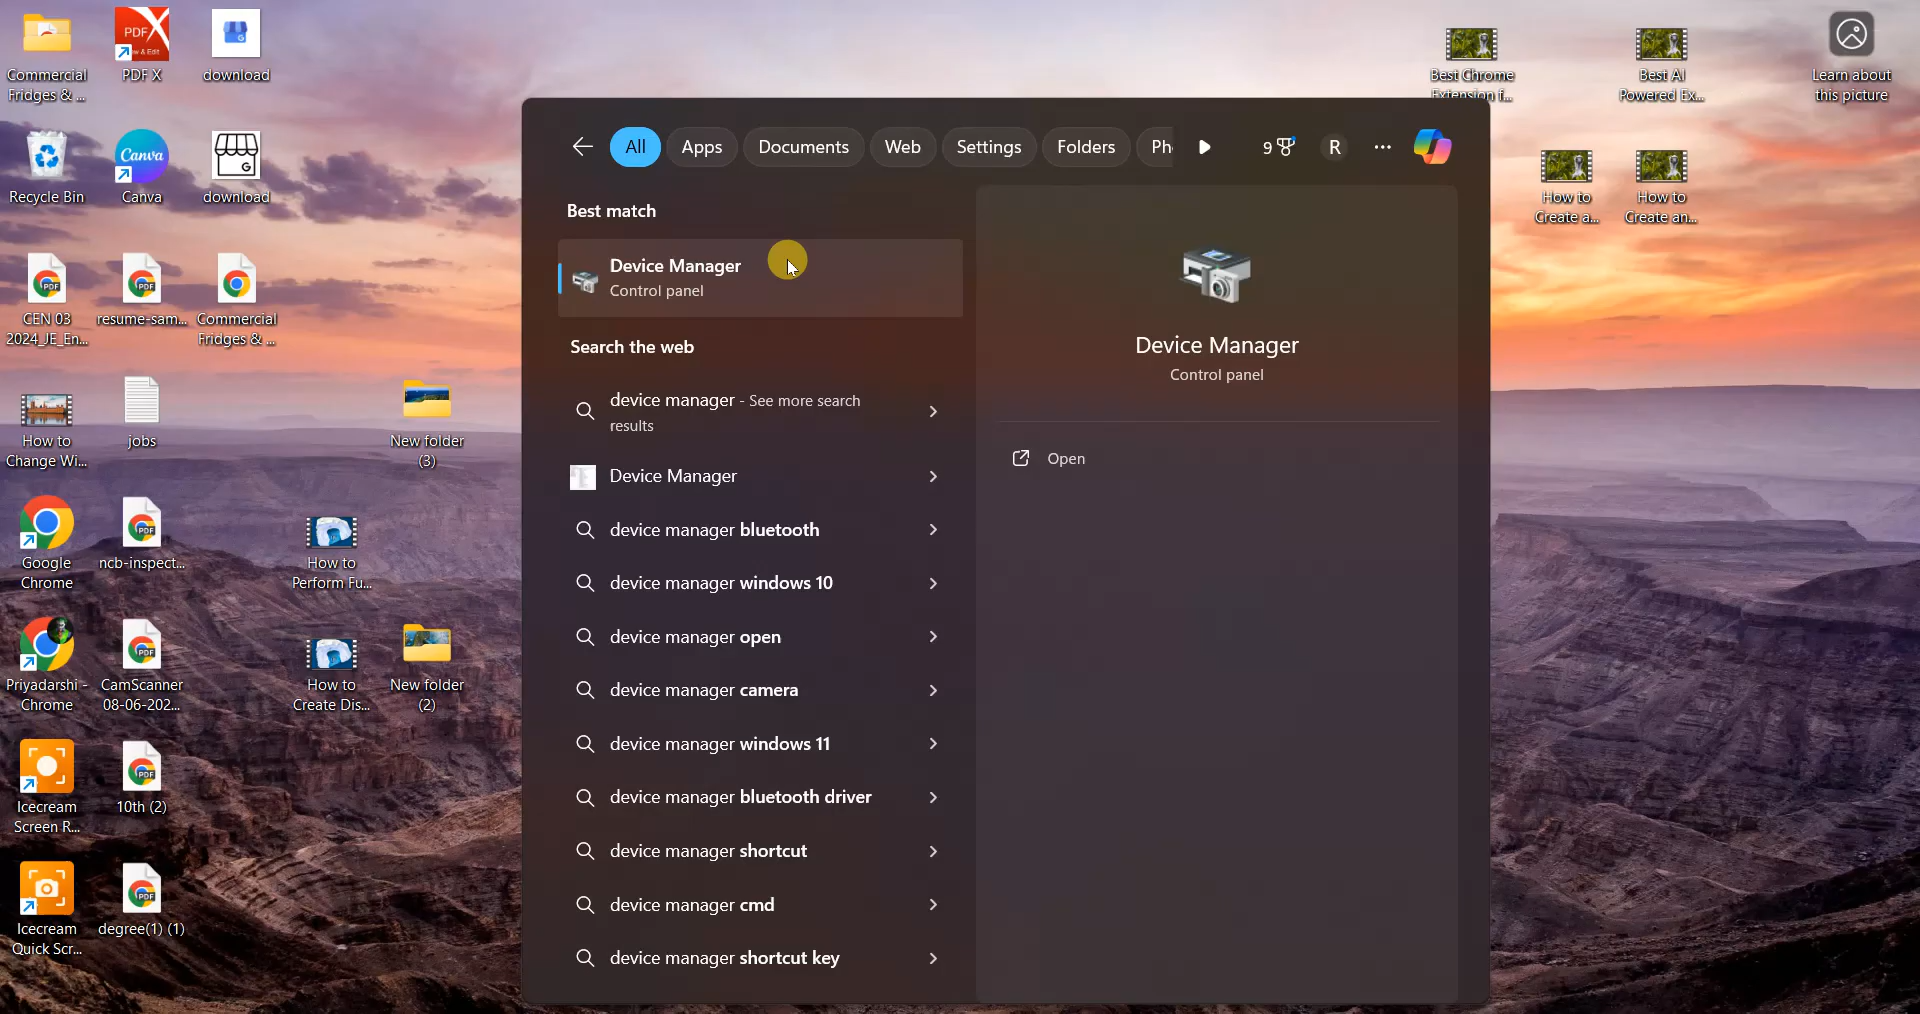 Commercial
Fridges & ...
PDF X
download
Recycle Bin
Canva
download
CEN 03
2024_JE_En...
resume-sam...
Commercial
Fridges & ...
How to
Change Wi...
jobs
New folder
(3)
Google
Chrome
ncb-inspect...
How to
Perform Fu...
Priyadarshi -
Chrome
CamScanner
08-06-202...
How to
Create Dis...
New folder
(2)
Icecream
Screen R...
10th (2)
Icecream
Quick Scr...
degree(1) (1)
All
Apps
Documents
Web
Settings
Folders
Ph
9
R
...
Best match
Device Manager
Control panel
Search the web
device manager - See more search
results
Device Manager
device manager bluetooth
device manager windows 10
device manager open
device manager camera
device manager windows 11
device manager bluetooth driver
device manager shortcut
device manager cmd
device manager shortcut key
Device Manager
Control panel
Open
Best Chrome
Extension f...
Best AI
Powered Ex...
Learn about
this picture
How to
Create a...
How to
Create an...